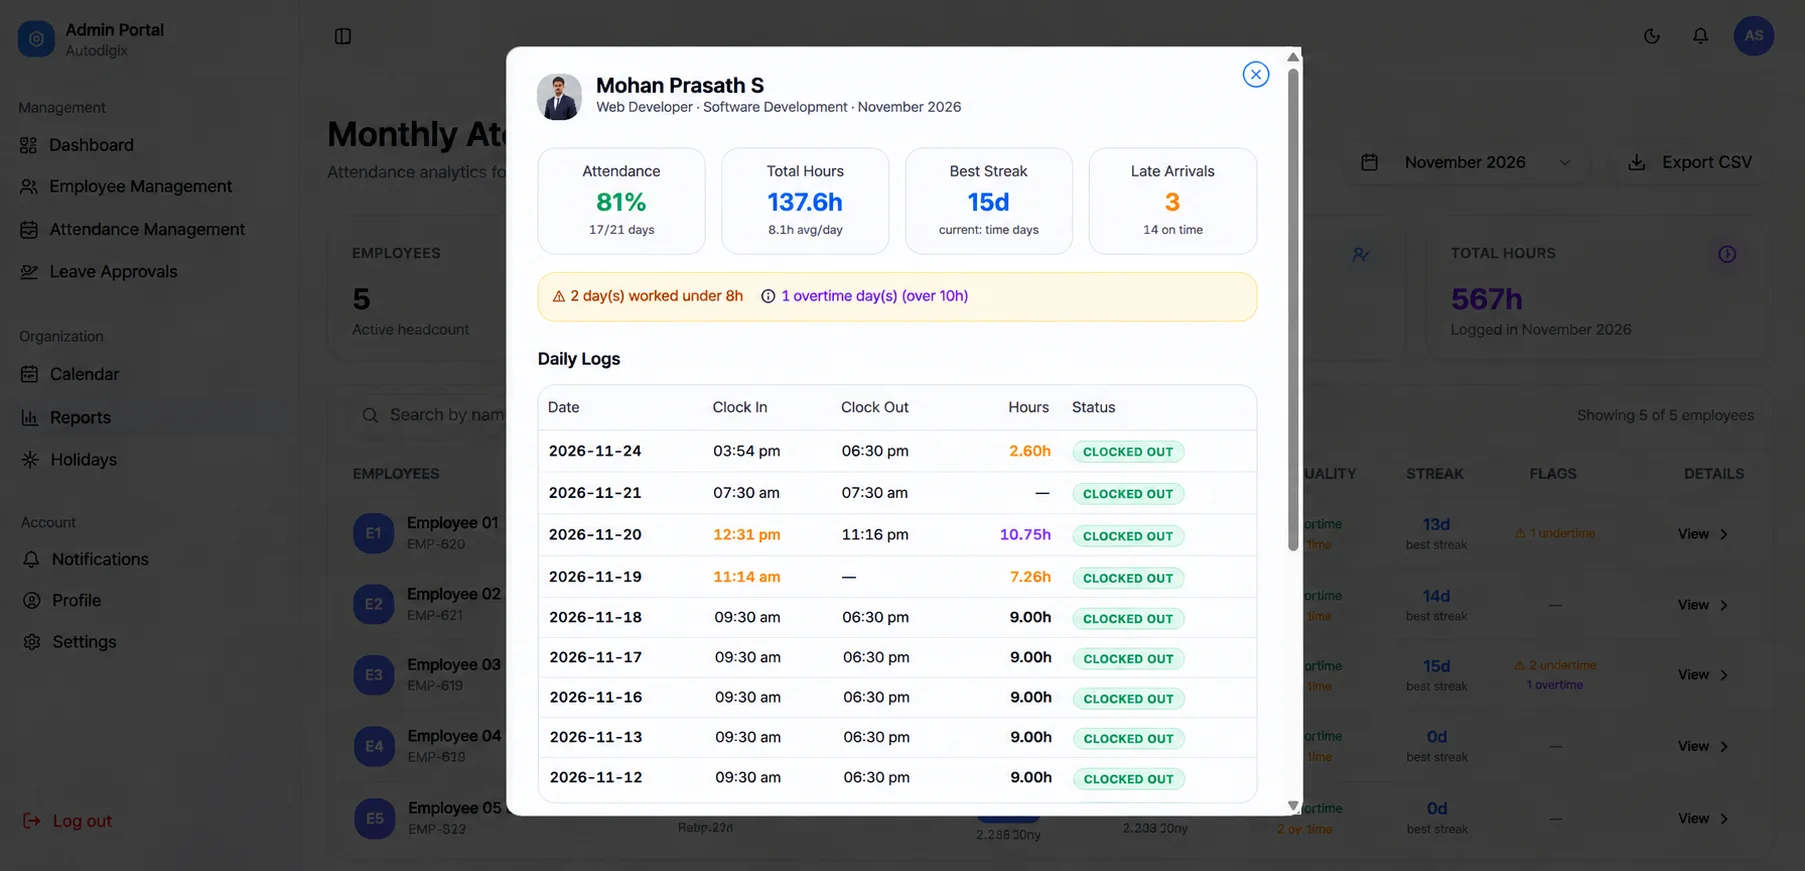 Admin Portal
Autodigix
AS
Management
Dashboard
Employee Management
Attendance Management
Leave Approvals
Organization
Calendar
Reports
Holidays
Account
Notifications
Profile
Settings
Log out
Monthly At
Attendance analytics fo
November 2026
Export CSV
EMPLOYEES
5
Active headcount
TOTAL HOURS
567h
Logged in November 2026
Search by nam
Showing 5 of 5 employees
EMPLOYEES
UALITY STREAK FLAGS DETAILS
E1 Employee 01
EMP-620
ortime
time
13d
best streak
1 undertime
View
E2 Employee 02
EMP-621
ortime
time
14d
best streak
—
View
E3 Employee 03
EMP-619
ortime
time
15d
best streak
2 undertime
1 overtime
View
E4 Employee 04
ortime
time
0d
best streak
—
View
E5 Employee 05
ortime
time
0d
best streak
—
View
Mohan Prasath S
Web Developer · Software Development · November 2026
Attendance
81%
17/21 days
Total Hours
137.6h
8.1h avg/day
Best Streak
15d
current: time days
Late Arrivals
3
14 on time
2 day(s) worked under 8h 1 overtime day(s) (over 10h)
Daily Logs
Date Clock In Clock Out Hours Status
2026-11-24 03:54 pm 06:30 pm 2.60h CLOCKED OUT
2026-11-21 07:30 am 07:30 am — CLOCKED OUT
2026-11-20 12:31 pm 11:16 pm 10.75h CLOCKED OUT
2026-11-19 11:14 am — 7.26h CLOCKED OUT
2026-11-18 09:30 am 06:30 pm 9.00h CLOCKED OUT
2026-11-17 09:30 am 06:30 pm 9.00h CLOCKED OUT
2026-11-16 09:30 am 06:30 pm 9.00h CLOCKED OUT
2026-11-13 09:30 am 06:30 pm 9.00h CLOCKED OUT
2026-11-12 09:30 am 06:30 pm 9.00h CLOCKED OUT